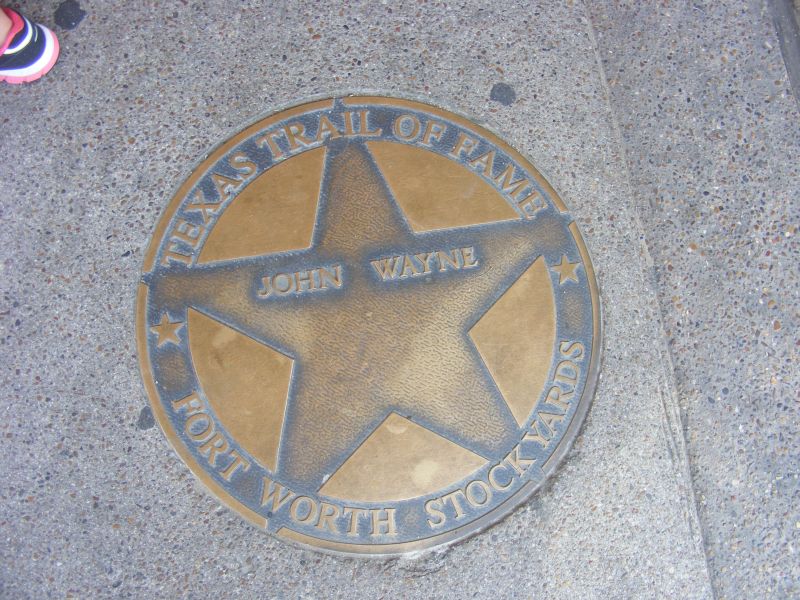 TEXAS TRAIL OF FAME
JOHN WAYNE
FORT WORTH STOCKYARDS